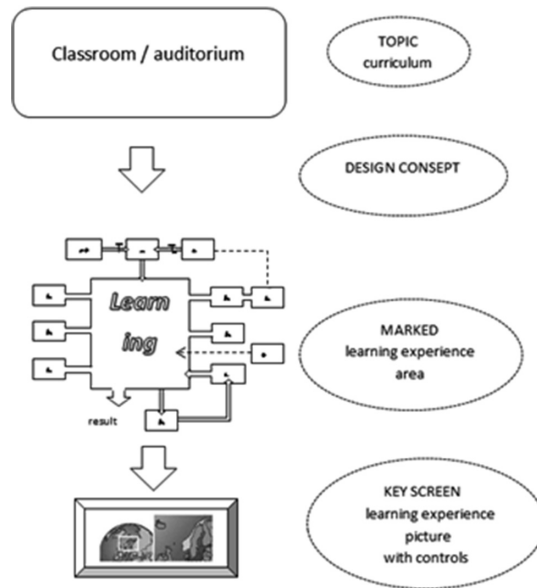 Classroom / auditorium
TOPIC
curriculum
DESIGN CONSEPT
Learn
ing
MARKED
learning experience
area
result
KEY SCREEN
learning experience
picture
with controls